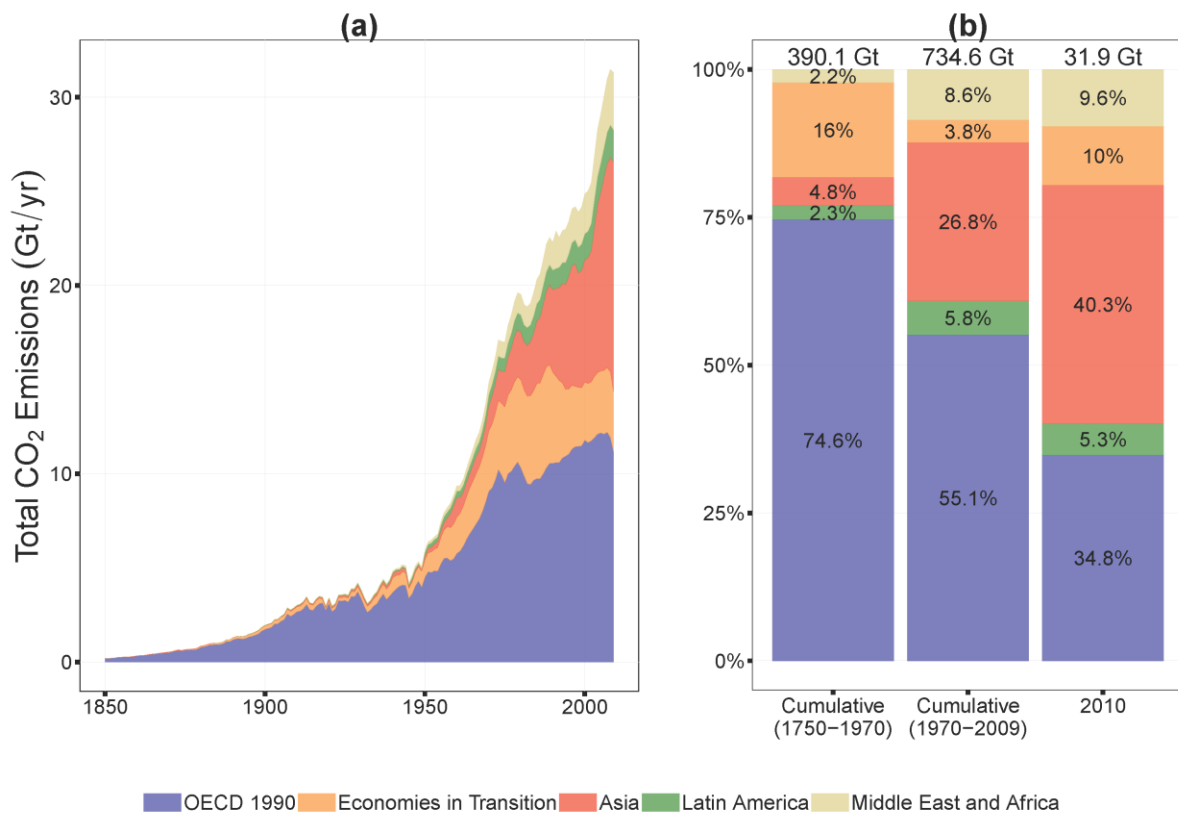 (a)
Total CO₂ Emissions (Gt/yr)
30
20
10
0
1850
1900
1950
2000
(b)
390.1 Gt
734.6 Gt
31.9 Gt
100%
75%
50%
25%
0%
2.2%
16%
4.8%
2.3%
74.6%
8.6%
3.8%
26.8%
5.8%
55.1%
9.6%
10%
40.3%
5.3%
34.8%
Cumulative
(1750−1970)
Cumulative
(1970−2009)
2010
OECD 1990
Economies in Transition
Asia
Latin America
Middle East and Africa